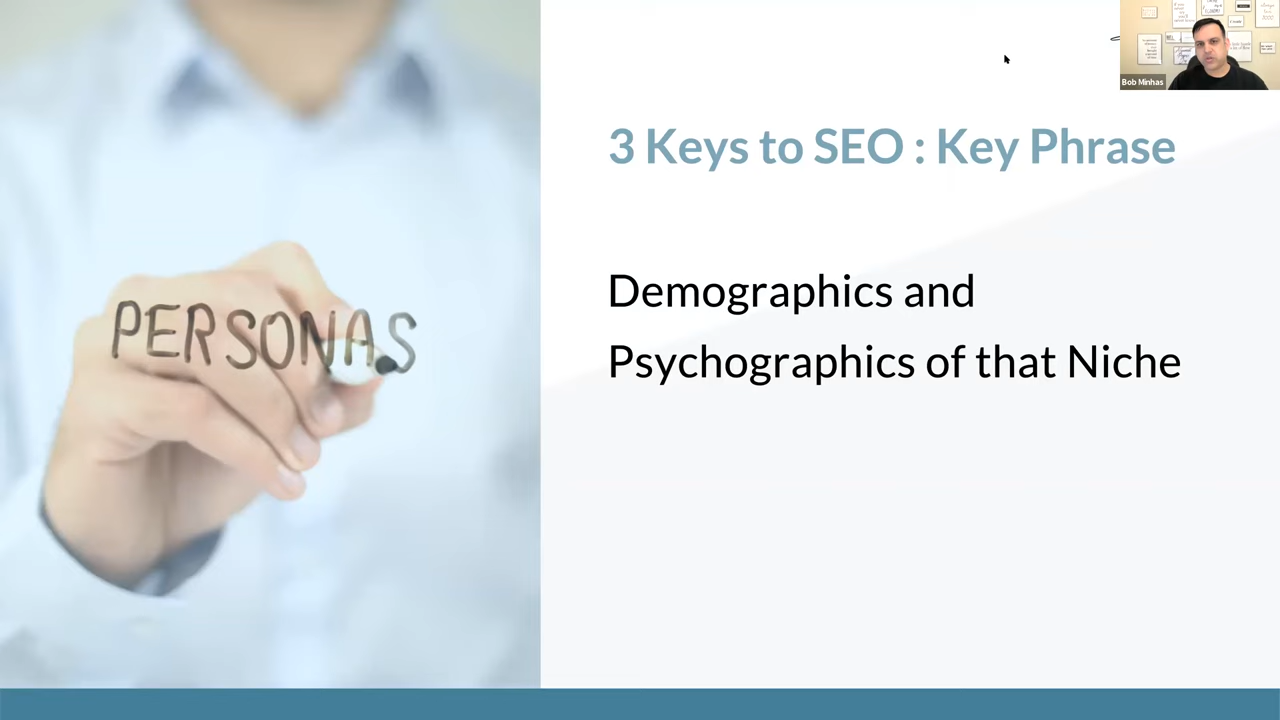 3 Keys to SEO : Key Phrase
Demographics and
Psychographics of that Niche
PERSONAS
Bob Minhas